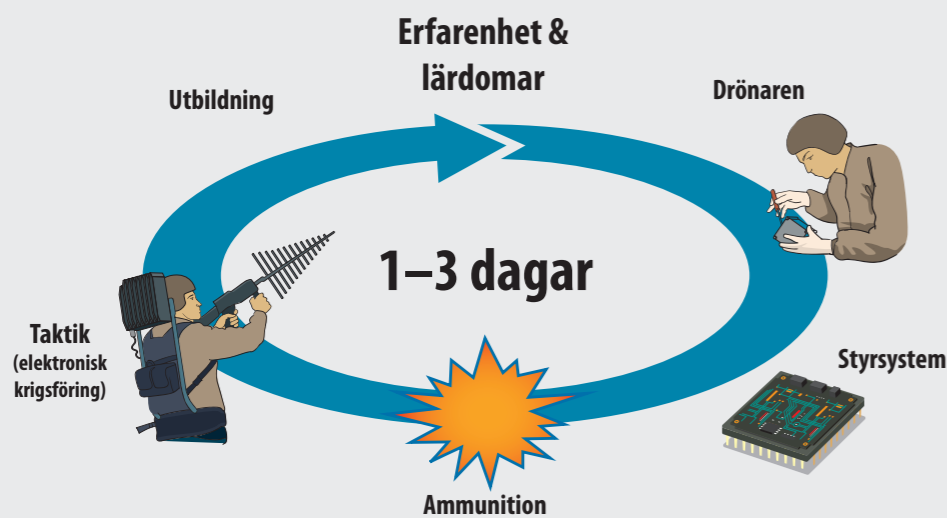 Erfarenhet &
lärdomar
Utbildning
Drönaren
1–3 dagar
Taktik
(elektronisk
krigsföring)
Styrsystem
Ammunition